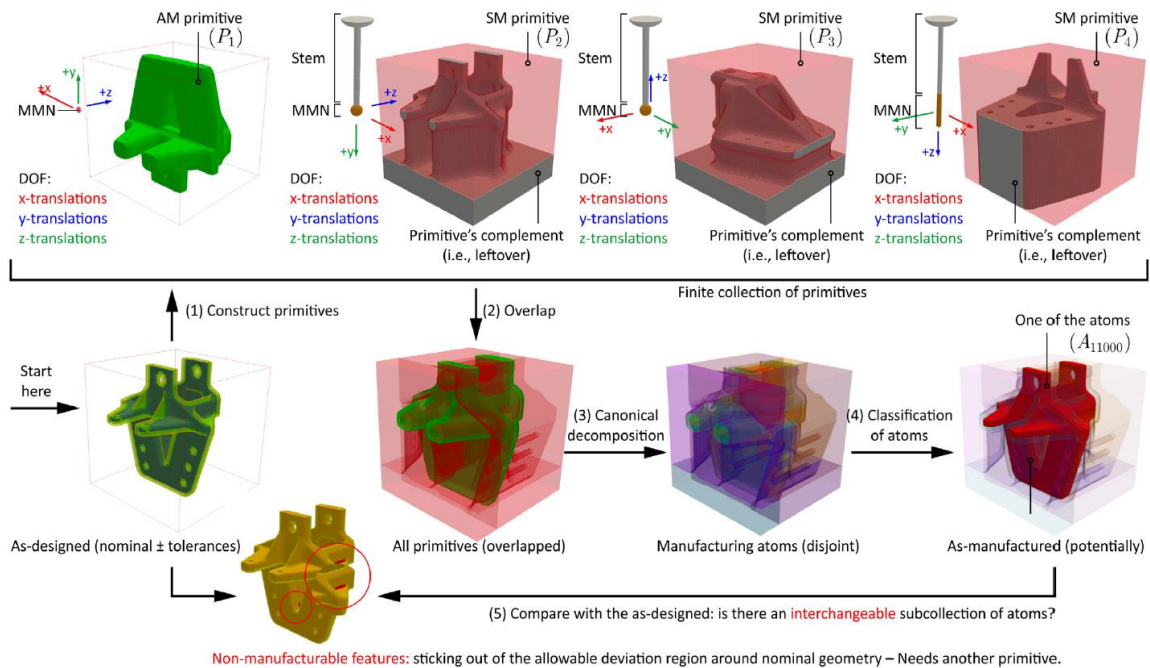 AM primitive
(P₁)
+y
+x
+z
MMN
DOF:
x-translations
y-translations
z-translations
SM primitive
(P₂)
Stem
MMN
+z
+x
+y
DOF:
x-translations
y-translations
z-translations
Primitive's complement
(i.e., leftover)
SM primitive
(P₃)
Stem
MMN
+z
+x
+y
DOF:
x-translations
y-translations
z-translations
Primitive's complement
(i.e., leftover)
SM primitive
(P₄)
Stem
MMN
+y
+x
+z
DOF:
x-translations
y-translations
z-translations
Primitive's complement
(i.e., leftover)
Finite collection of primitives
(1) Construct primitives
(2) Overlap
One of the atoms
(A₁₁₀₀₀)
Start
here
(3) Canonical
decomposition
(4) Classification
of atoms
As-designed (nominal ± tolerances)
All primitives (overlapped)
Manufacturing atoms (disjoint)
As-manufactured (potentially)
(5) Compare with the as-designed: is there an interchangeable subcollection of atoms?
Non-manufacturable features: sticking out of the allowable deviation region around nominal geometry – Needs another primitive.